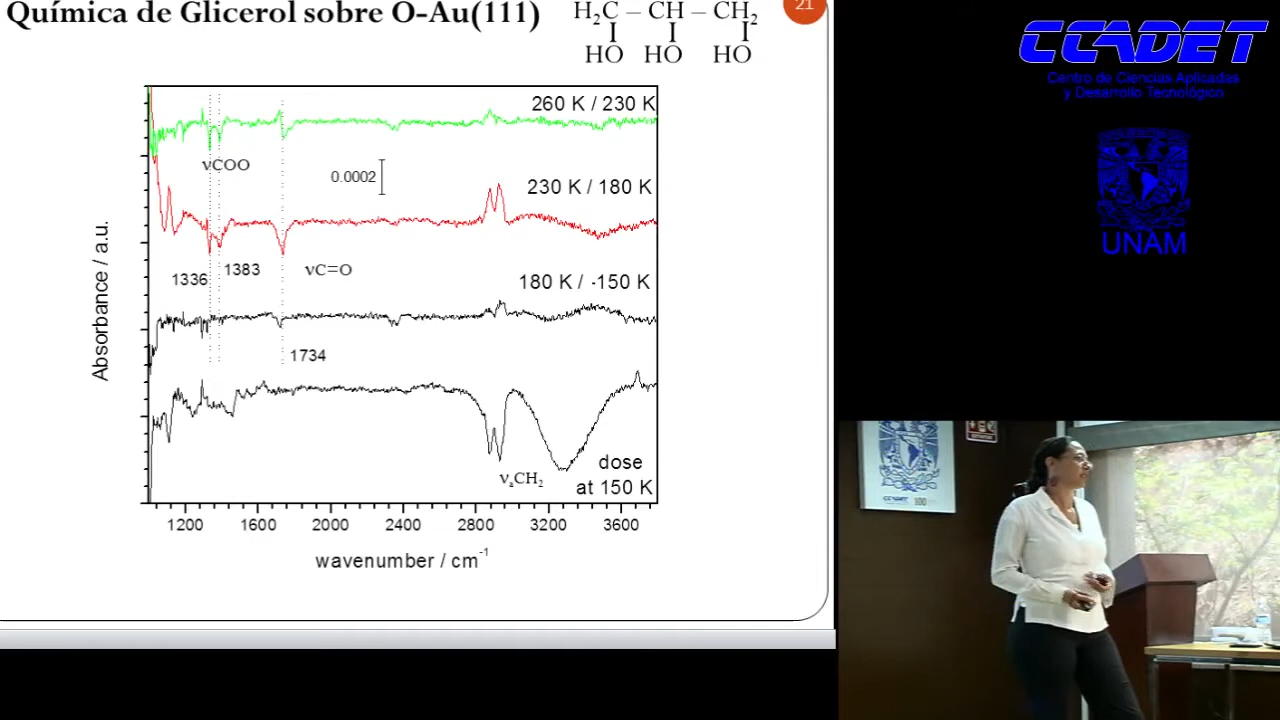 Química de Glicerol sobre O-Au(111)
H₂C – CH – CH₂
HO HO HO
21
260 K / 230 K
νCOO
0.0002
230 K / 180 K
1336
1383
νC=O
180 K / -150 K
1734
νₐCH₂
dose
at 150 K
Absorbance / a.u.
1200 1600 2000 2400 2800 3200 3600
wavenumber / cm⁻¹
CCADET
Centro de Ciencias Aplicadas
y Desarrollo Tecnológico
UNAM
CCADET